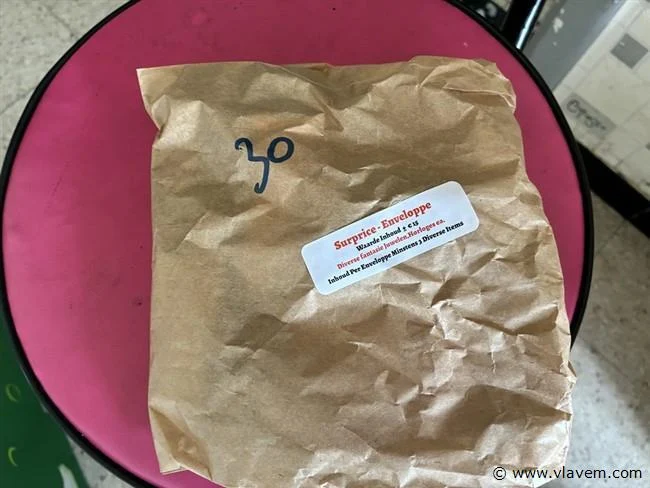 30
Surprice - Enveloppe
Waarde Inhoud ± € 15
Diverse fantasie Juwelen,Horloges ea.
Inhoud Per Enveloppe Minstens 3 Diverse Items
© www.vlavem.com